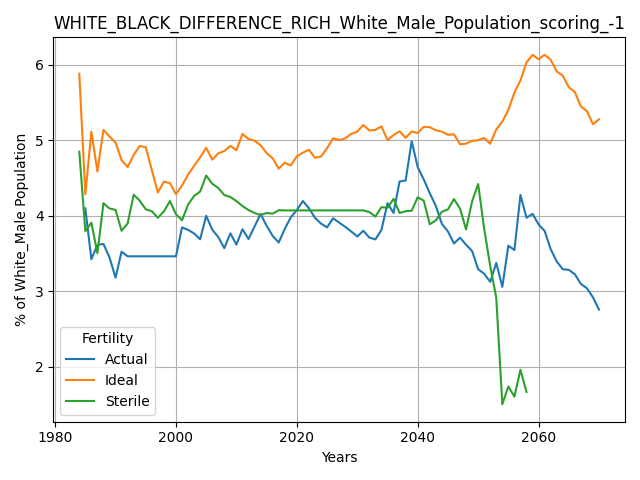 WHITE_BLACK_DIFFERENCE_RICH_White_Male_Population_scoring_-1
% of White_Male Population
6
5
4
3
2
Fertility
Actual
Ideal
Sterile
1980 2000 2020 2040 2060
Years